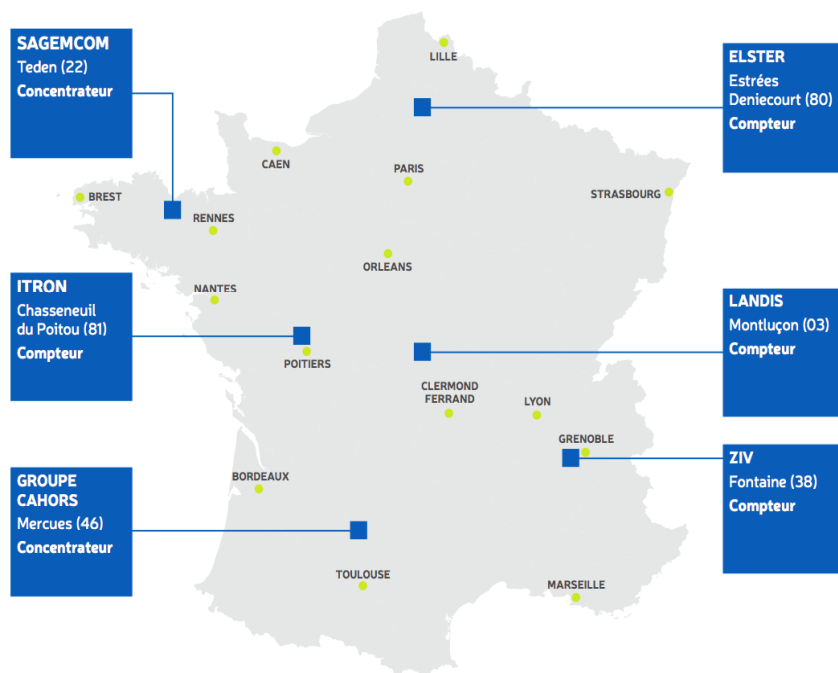 SAGEMCOM
Teden (22)
Concentrateur
ELSTER
Estrées
Deniecourt (80)
Compteur
ITRON
Chasseneuil
du Poitou (81)
Compteur
LANDIS
Montluçon (03)
Compteur
GROUPE
CAHORS
Mercues (46)
Concentrateur
ZIV
Fontaine (38)
Compteur
LILLE
CAEN
PARIS
STRASBOURG
BREST
RENNES
ORLEANS
NANTES
POITIERS
CLERMOND
FERRAND
LYON
GRENOBLE
BORDEAUX
TOULOUSE
MARSEILLE